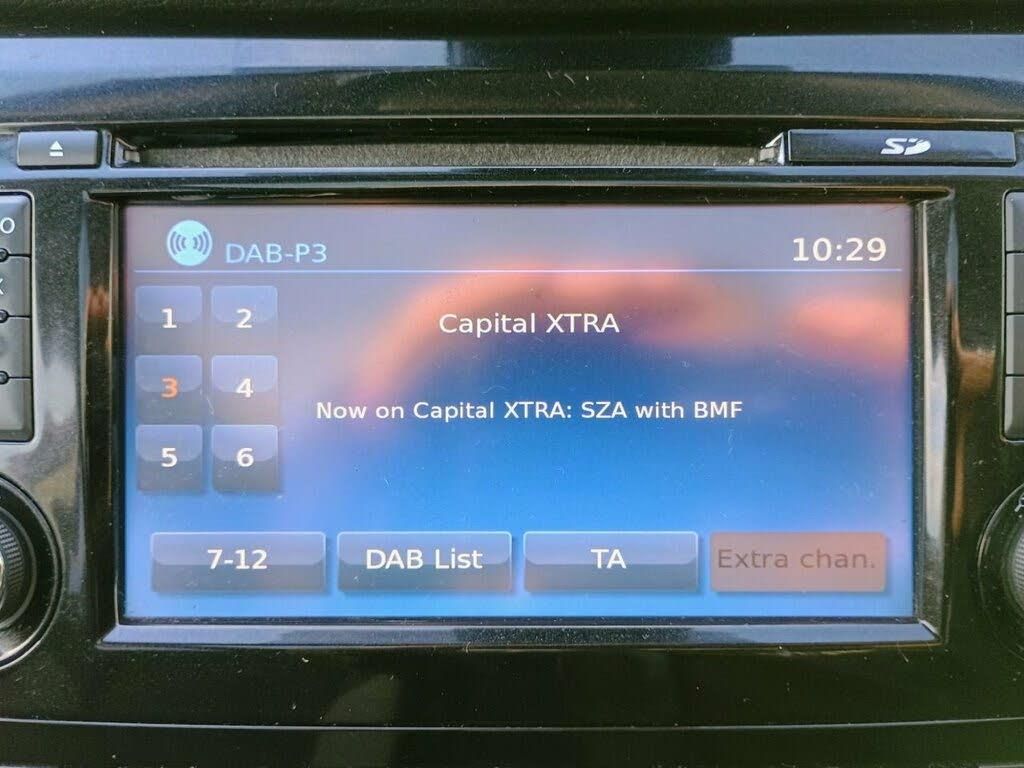 SD
DAB-P3
10:29
1 2
Capital XTRA
3 4
Now on Capital XTRA: SZA with BMF
5 6
7-12 DAB List TA Extra chan.